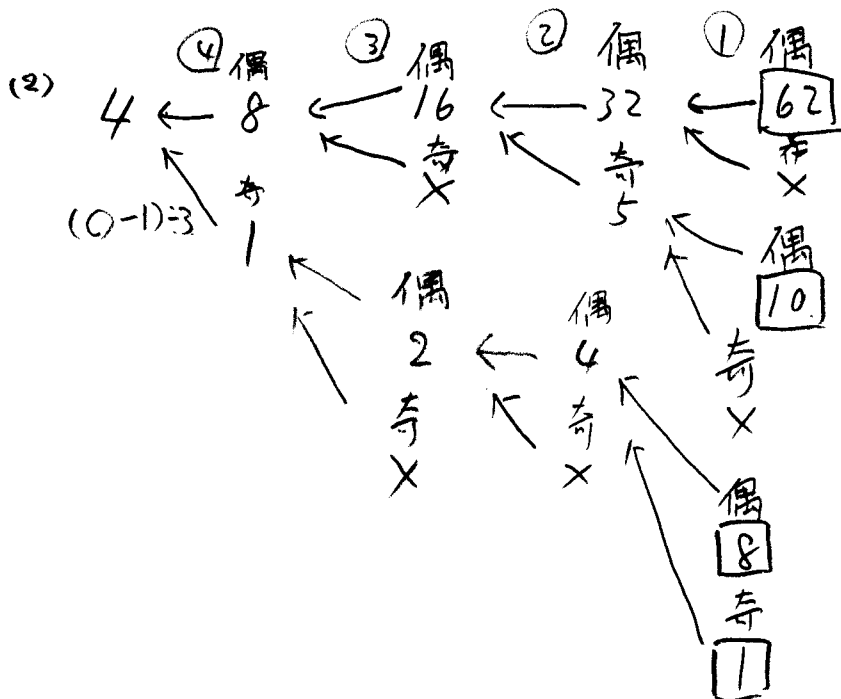 ④ ③ ② ①
偶 偶 偶 偶
(2) 4 ← 8 ← 16 ← 32 ← 62
奇 奇 奇 奇
(○-1)÷3 1 × 5 ×
偶 偶 偶
2 ← 4 10
奇 奇 奇
× × ×
偶
8
奇
1